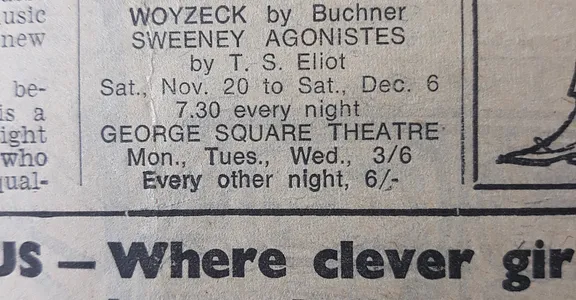 usic
new
be-
is a
ight
who
qual-
WOYZECK by Buchner
SWEENEY AGONISTES
by T. S. Eliot
Sat., Nov. 20 to Sat., Dec. 6
7.30 every night
GEORGE SQUARE THEATRE
Mon., Tues., Wed., 3/6
Every other night, 6/-
US — Where clever gir